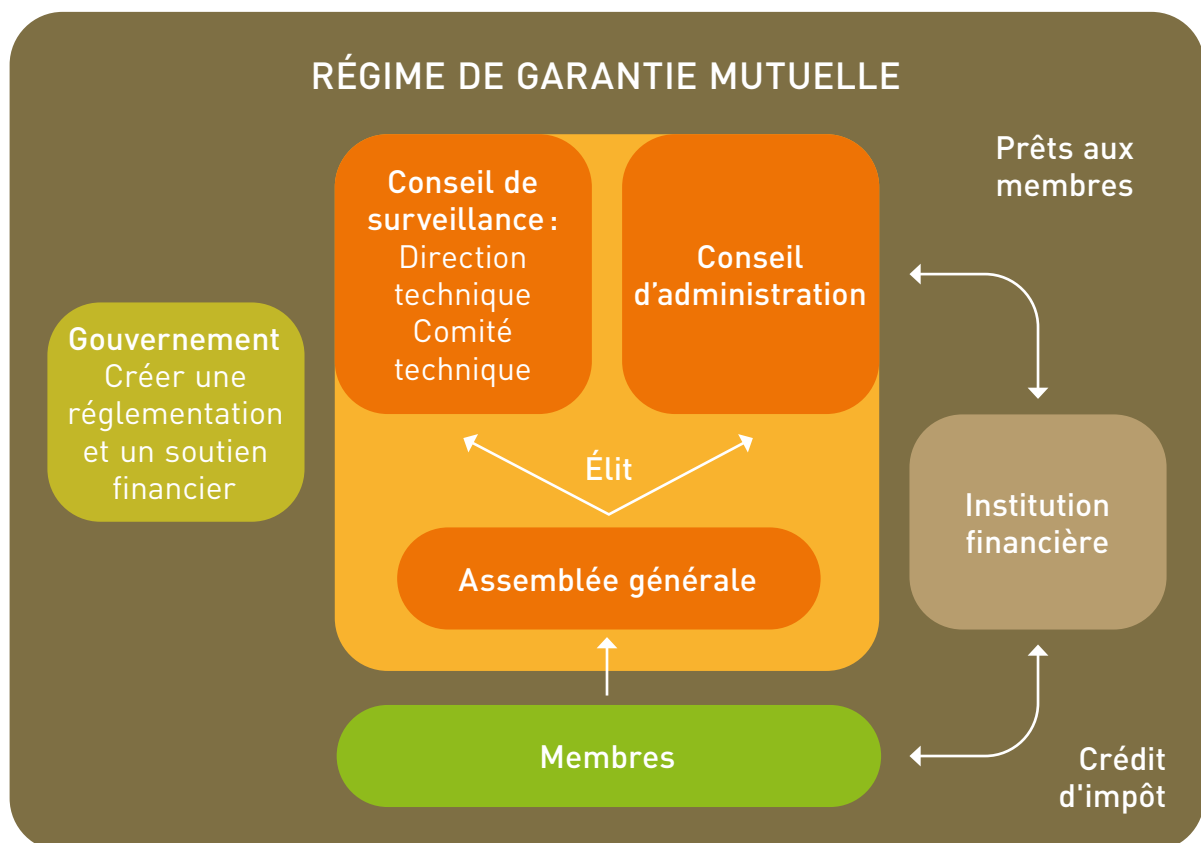 RÉGIME DE GARANTIE MUTUELLE
Conseil de
surveillance :
Direction
technique
Comité
technique
Conseil
d'administration
Prêts aux
membres
Gouvernement
Créer une
réglementation
et un soutien
financier
Élit
Assemblée générale
Institution
financière
Membres
Crédit
d'impôt